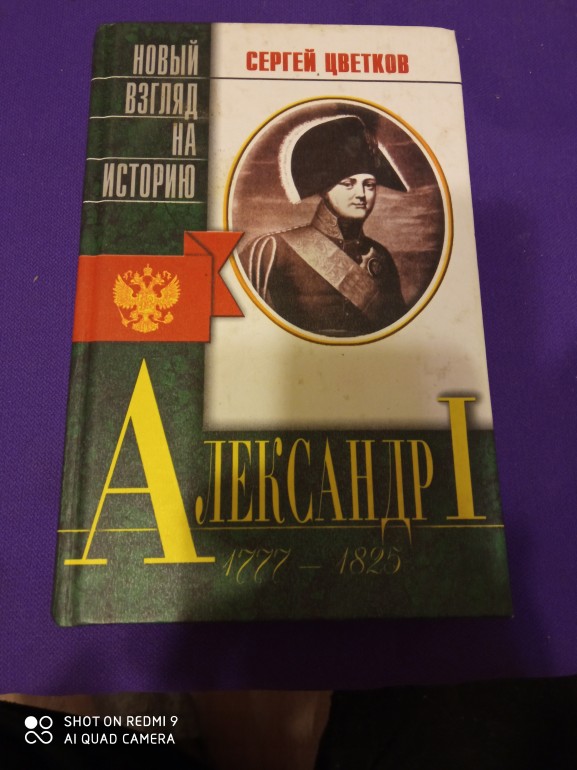 НОВЫЙ
ВЗГЛЯД
НА
ИСТОРИЮ
СЕРГЕЙ ЦВЕТКОВ
АЛЕКСАНДР I
1777 – 1825
SHOT ON REDMI 9
AI QUAD CAMERA